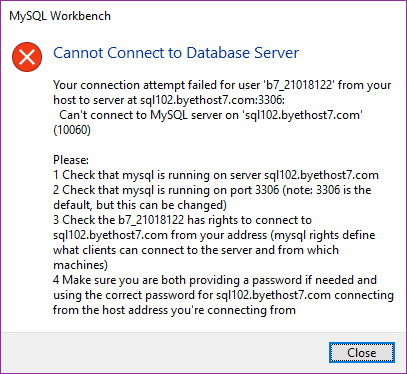 MySQL Workbench
Cannot Connect to Database Server
Your connection attempt failed for user 'b7_21018122' from your
host to server at sql102.byethost7.com:3306:
Can't connect to MySQL server on 'sql102.byethost7.com'
(10060)
Please:
1 Check that mysql is running on server sql102.byethost7.com
2 Check that mysql is running on port 3306 (note: 3306 is the
default, but this can be changed)
3 Check the b7_21018122 has rights to connect to
sql102.byethost7.com from your address (mysql rights define
what clients can connect to the server and from which
machines)
4 Make sure you are both providing a password if needed and
using the correct password for sql102.byethost7.com connecting
from the host address you're connecting from
Close